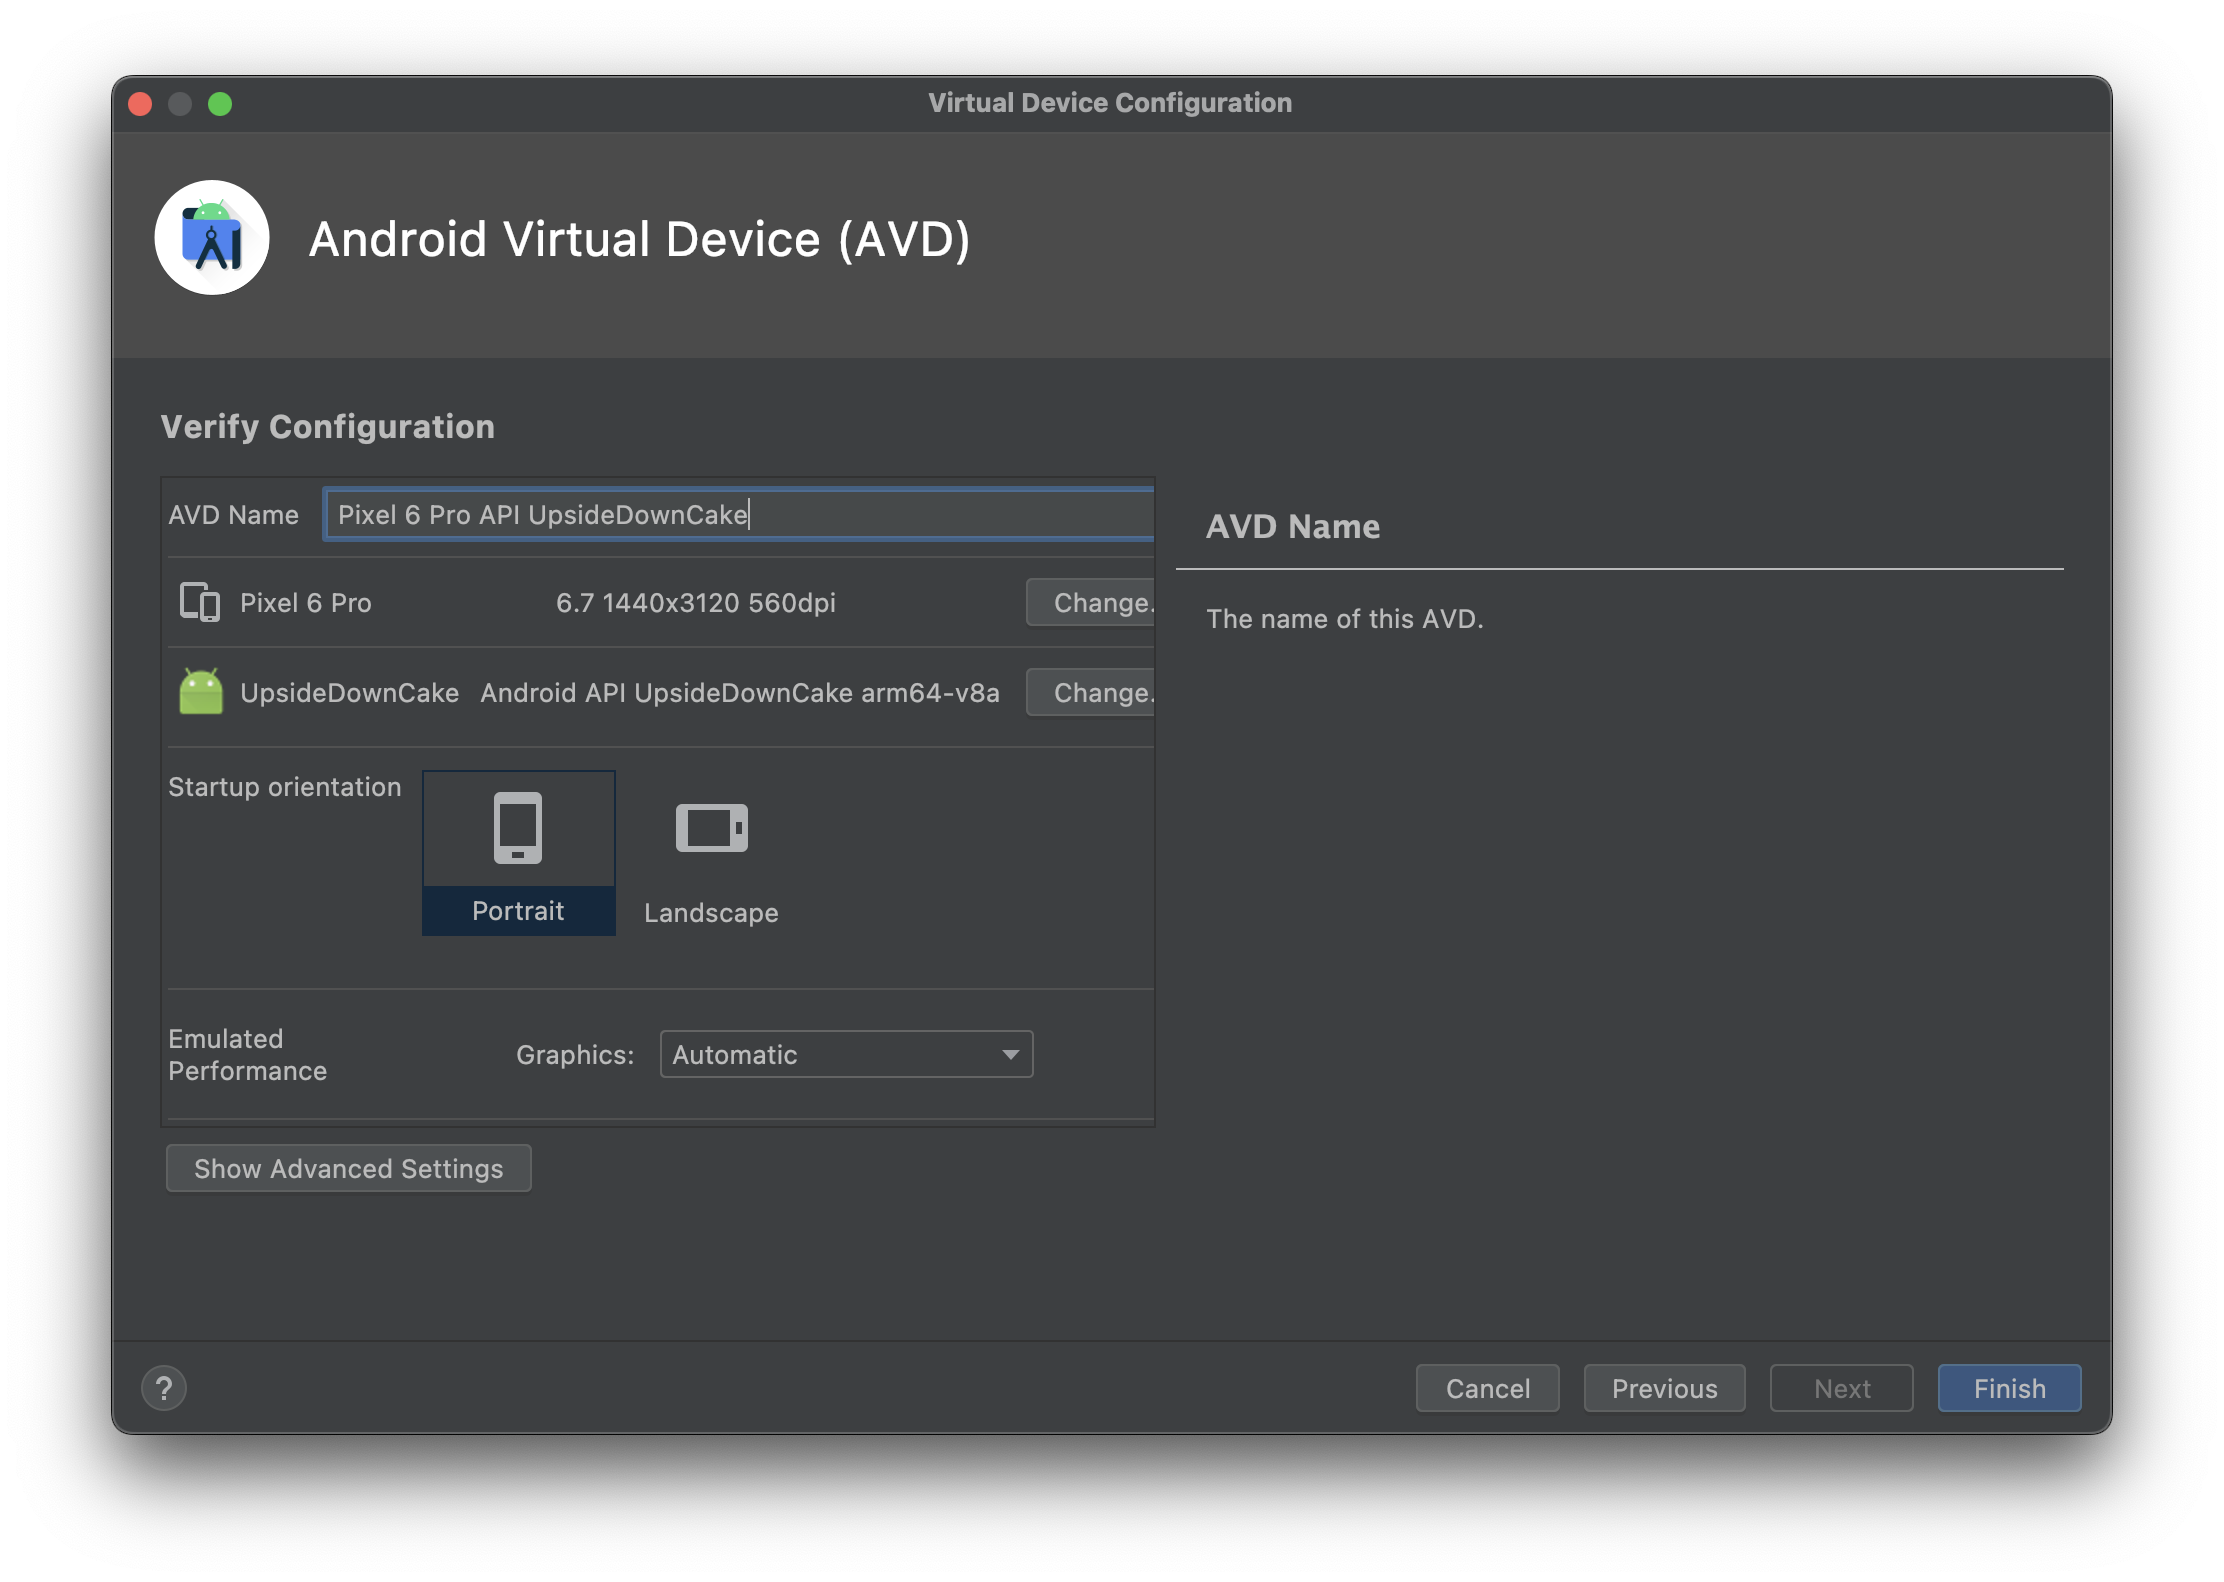 Virtual Device Configuration
Android Virtual Device (AVD)
Verify Configuration
AVD Name
Pixel 6 Pro API UpsideDownCake
Pixel 6 Pro
6.7 1440x3120 560dpi
Change.
UpsideDownCake
Android API UpsideDownCake arm64-v8a
Change.
Startup orientation
Portrait
Landscape
Emulated
Performance
Graphics:
Automatic
Show Advanced Settings
AVD Name
The name of this AVD.
?
Cancel
Previous
Next
Finish